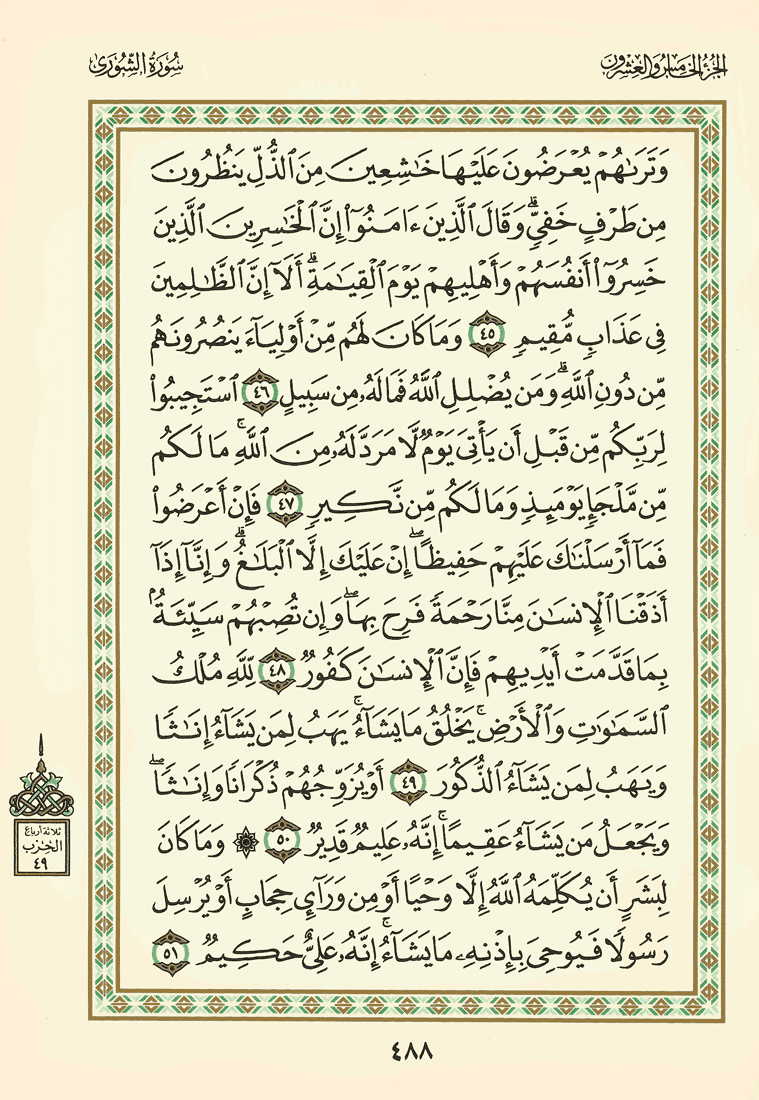 الجزء الخامس والعشرون
سورة الشورى
وَتَرَىٰهُمْ يُعْرَضُونَ عَلَيْهَا خَٰشِعِينَ مِنَ ٱلذُّلِّ يَنظُرُونَ
مِن طَرْفٍ خَفِيٍّۗ وَقَالَ ٱلَّذِينَ ءَامَنُوٓا۟ إِنَّ ٱلْخَٰسِرِينَ ٱلَّذِينَ
خَسِرُوٓا۟ أَنفُسَهُمْ وَأَهْلِيهِمْ يَوْمَ ٱلْقِيَٰمَةِۗ أَلَآ إِنَّ ٱلظَّٰلِمِينَ
فِى عَذَابٍ مُّقِيمٍ ٤٥ وَمَا كَانَ لَهُم مِّنْ أَوْلِيَآءَ يَنصُرُونَهُم
مِّن دُونِ ٱللَّهِۗ وَمَن يُضْلِلِ ٱللَّهُ فَمَا لَهُۥ مِن سَبِيلٍ ٤٦ ٱسْتَجِيبُوا۟
لِرَبِّكُم مِّن قَبْلِ أَن يَأْتِىَ يَوْمٌ لَّا مَرَدَّ لَهُۥ مِنَ ٱللَّهِۚ مَا لَكُم
مِّن مَّلْجَإٍ يَوْمَئِذٍ وَمَا لَكُم مِّن نَّكِيرٍ ٤٧ فَإِنْ أَعْرَضُوا۟
فَمَآ أَرْسَلْنَٰكَ عَلَيْهِمْ حَفِيظًاۖ إِنْ عَلَيْكَ إِلَّا ٱلْبَلَٰغُۗ وَإِنَّآ إِذَآ
أَذَقْنَا ٱلْإِنسَٰنَ مِنَّا رَحْمَةً فَرِحَ بِهَاۖ وَإِن تُصِبْهُمْ سَيِّئَةٌۢ
بِمَا قَدَّمَتْ أَيْدِيهِمْ فَإِنَّ ٱلْإِنسَٰنَ كَفُورٌ ٤٨ لِّلَّهِ مُلْكُ
ٱلسَّمَٰوَٰتِ وَٱلْأَرْضِۚ يَخْلُقُ مَا يَشَآءُۚ يَهَبُ لِمَن يَشَآءُ إِنَٰثًا
وَيَهَبُ لِمَن يَشَآءُ ٱلذُّكُورَ ٤٩ أَوْ يُزَوِّجُهُمْ ذُكْرَانًا وَإِنَٰثًاۖ
وَيَجْعَلُ مَن يَشَآءُ عَقِيمًاۚ إِنَّهُۥ عَلِيمٌ قَدِيرٌ ٥٠ ۞ وَمَا كَانَ
لِبَشَرٍ أَن يُكَلِّمَهُ ٱللَّهُ إِلَّا وَحْيًا أَوْ مِن وَرَآئِ حِجَابٍ أَوْ يُرْسِلَ
رَسُولًا فَيُوحِىَ بِإِذْنِهِۦ مَا يَشَآءُۚ إِنَّهُۥ عَلِىٌّ حَكِيمٌ ٥١
ثلاثة أرباع
الحزب
٤٩
٤٨٨